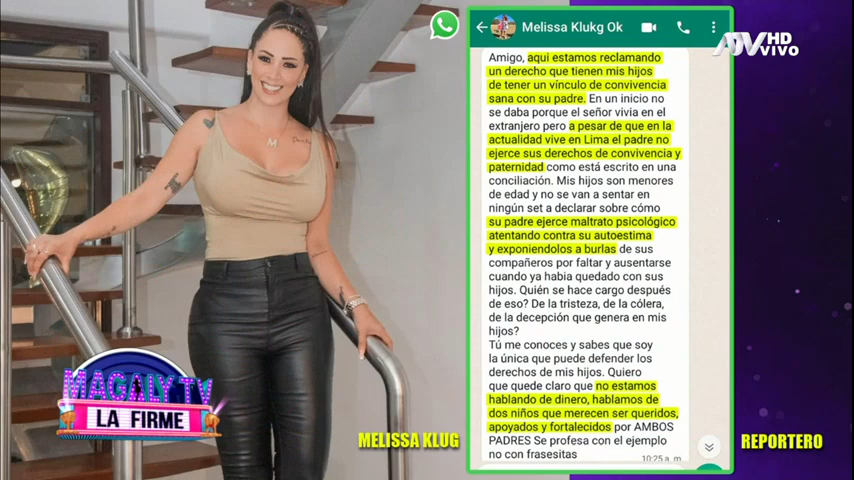 Melissa Klukg Ok
ATV HD
VIVO
Amigo, aqui estamos reclamando
un derecho que tienen mis hijos
de tener un vínculo de convivencia
sana con su padre. En un inicio no
se daba porque el señor vivia en el
extranjero pero a pesar de que en la
actualidad vive en Lima el padre no
ejerce sus derechos de convivencia y
paternidad como está escrito en una
conciliación. Mis hijos son menores
de edad y no se van a sentar en
ningún set a declarar sobre cómo
su padre ejerce maltrato psicológico
atentando contra su autoestima
y exponiendolos a burlas de sus
compañeros por faltar y ausentarse
cuando ya habia quedado con sus
hijos. Quién se hace cargo después
de eso? De la tristeza, de la cólera,
de la decepción que genera en mis
hijos?
Tú me conoces y sabes que soy
la única que puede defender los
derechos de mis hijos. Quiero
que quede claro que no estamos
hablando de dinero, hablamos de
dos niños que merecen ser queridos,
apoyados y fortalecidos por AMBOS
PADRES Se profesa con el ejemplo
no con frasesitas
10:25 a. m.
MAGALY TV
LA FIRME
MELISSA KLUG
REPORTERO
M